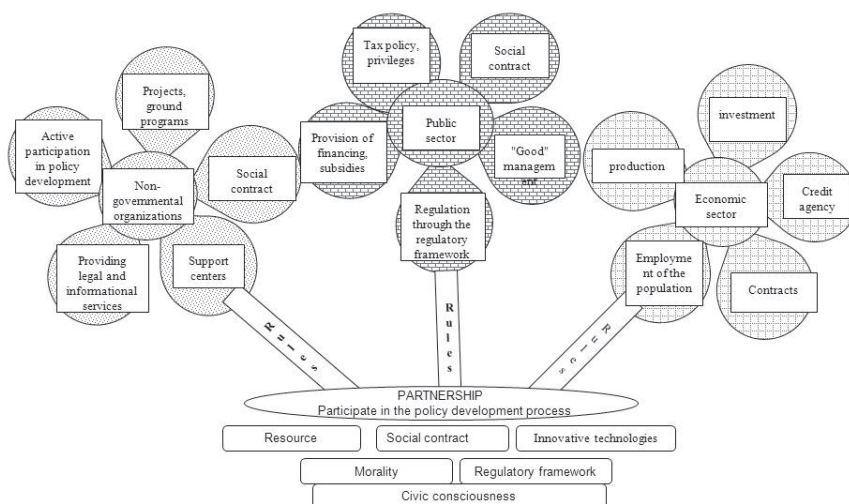 Projects,
ground
programs
Active
participation
in policy
development
Non-
governmental
organizations
Social
contract
Providing
legal and
informational
services
Support
centers
Tax policy,
privileges
Social
contract
Provision of
financing,
subsidies
Public
sector
"Good"
managem
ent
Regulation
through the
regulatory
framework
investment
production
Economic
sector
Credit
agency
Employme
nt of the
population
Contracts
Rules
Rules
Rules
PARTNERSHIP
Participate in the policy development process
Resource
Social contract
Innovative technologies
Morality
Regulatory framework
Civic consciousness